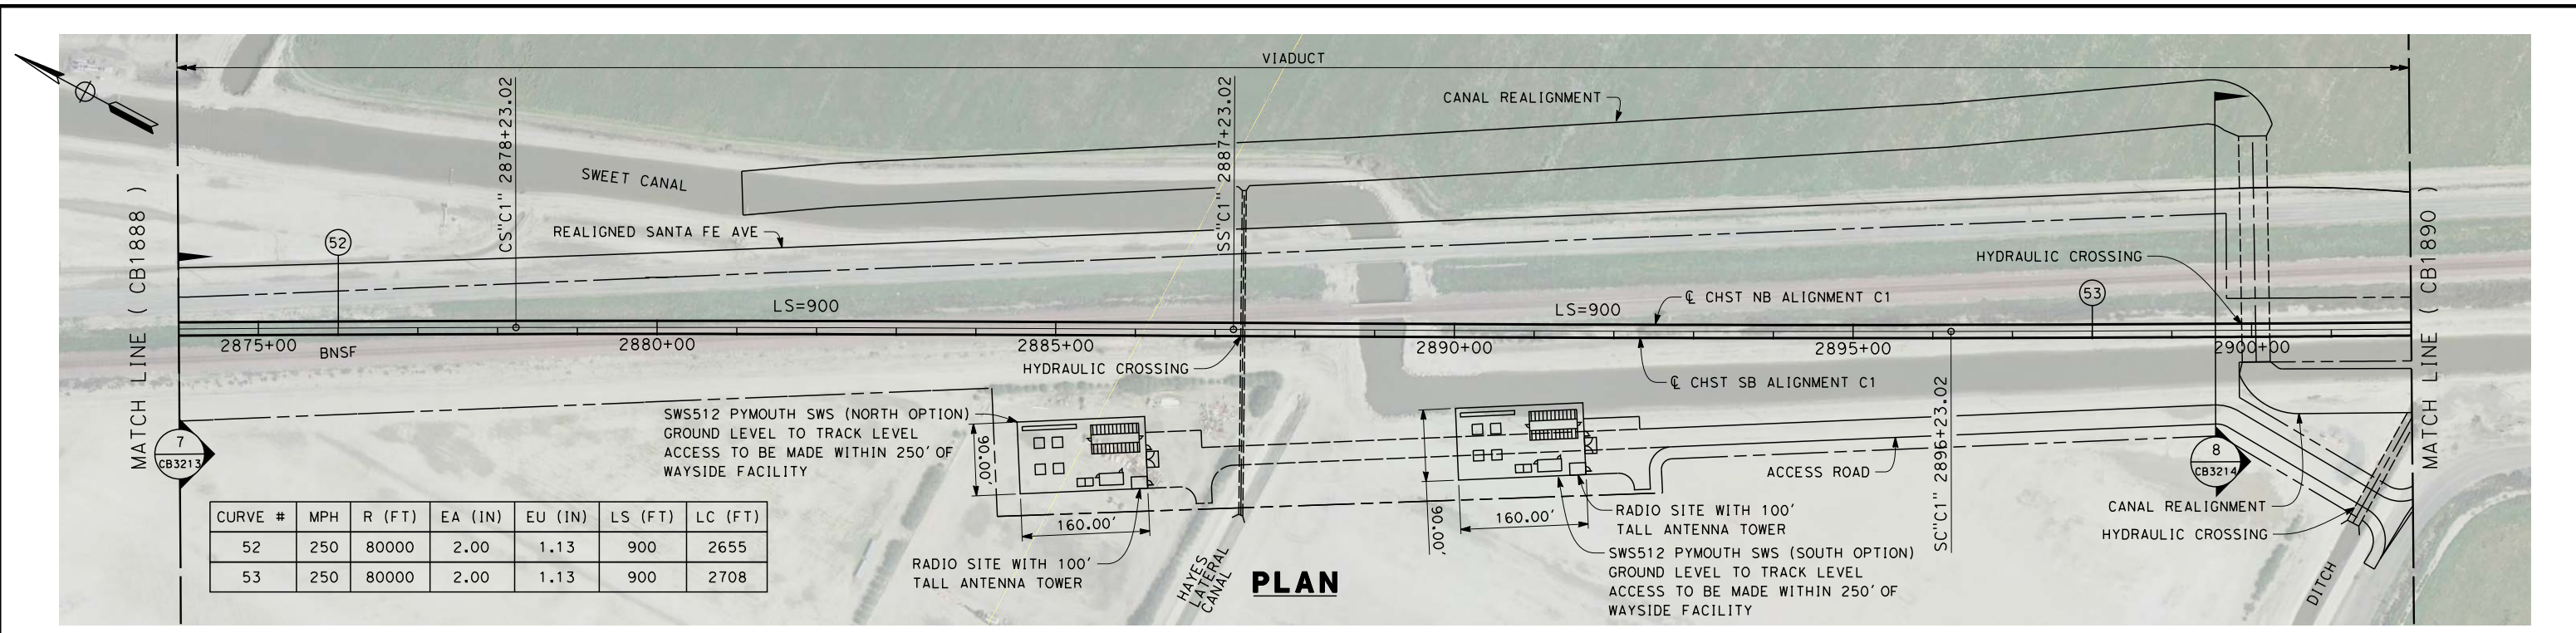 VIADUCT
CANAL REALIGNMENT
CS"C1" 2878+23.02
SS"C1" 2887+23.02
SWEET CANAL
REALIGNED SANTA FE AVE
52
HYDRAULIC CROSSING
53
MATCH LINE ( CB1888 )
MATCH LINE ( CB1890 )
LS=900
LS=900
℄ CHST NB ALIGNMENT C1
2875+00
BNSF
2880+00
2885+00
2890+00
2895+00
2900+00
HYDRAULIC CROSSING
℄ CHST SB ALIGNMENT C1
SC"C1" 2896+23.02
SWS512 PYMOUTH SWS (NORTH OPTION)
GROUND LEVEL TO TRACK LEVEL
ACCESS TO BE MADE WITHIN 250' OF
WAYSIDE FACILITY
90.00'
160.00'
90.00'
160.00'
7
CB3213
8
CB3214
ACCESS ROAD
RADIO SITE WITH 100'
TALL ANTENNA TOWER
CANAL REALIGNMENT
HYDRAULIC CROSSING
CURVE # MPH R (FT) EA (IN) EU (IN) LS (FT) LC (FT)
52 250 80000 2.00 1.13 900 2655
53 250 80000 2.00 1.13 900 2708
RADIO SITE WITH 100'
TALL ANTENNA TOWER
HAYES
LATERAL
CANAL
PLAN
SWS512 PYMOUTH SWS (SOUTH OPTION)
GROUND LEVEL TO TRACK LEVEL
ACCESS TO BE MADE WITHIN 250' OF
WAYSIDE FACILITY
DITCH